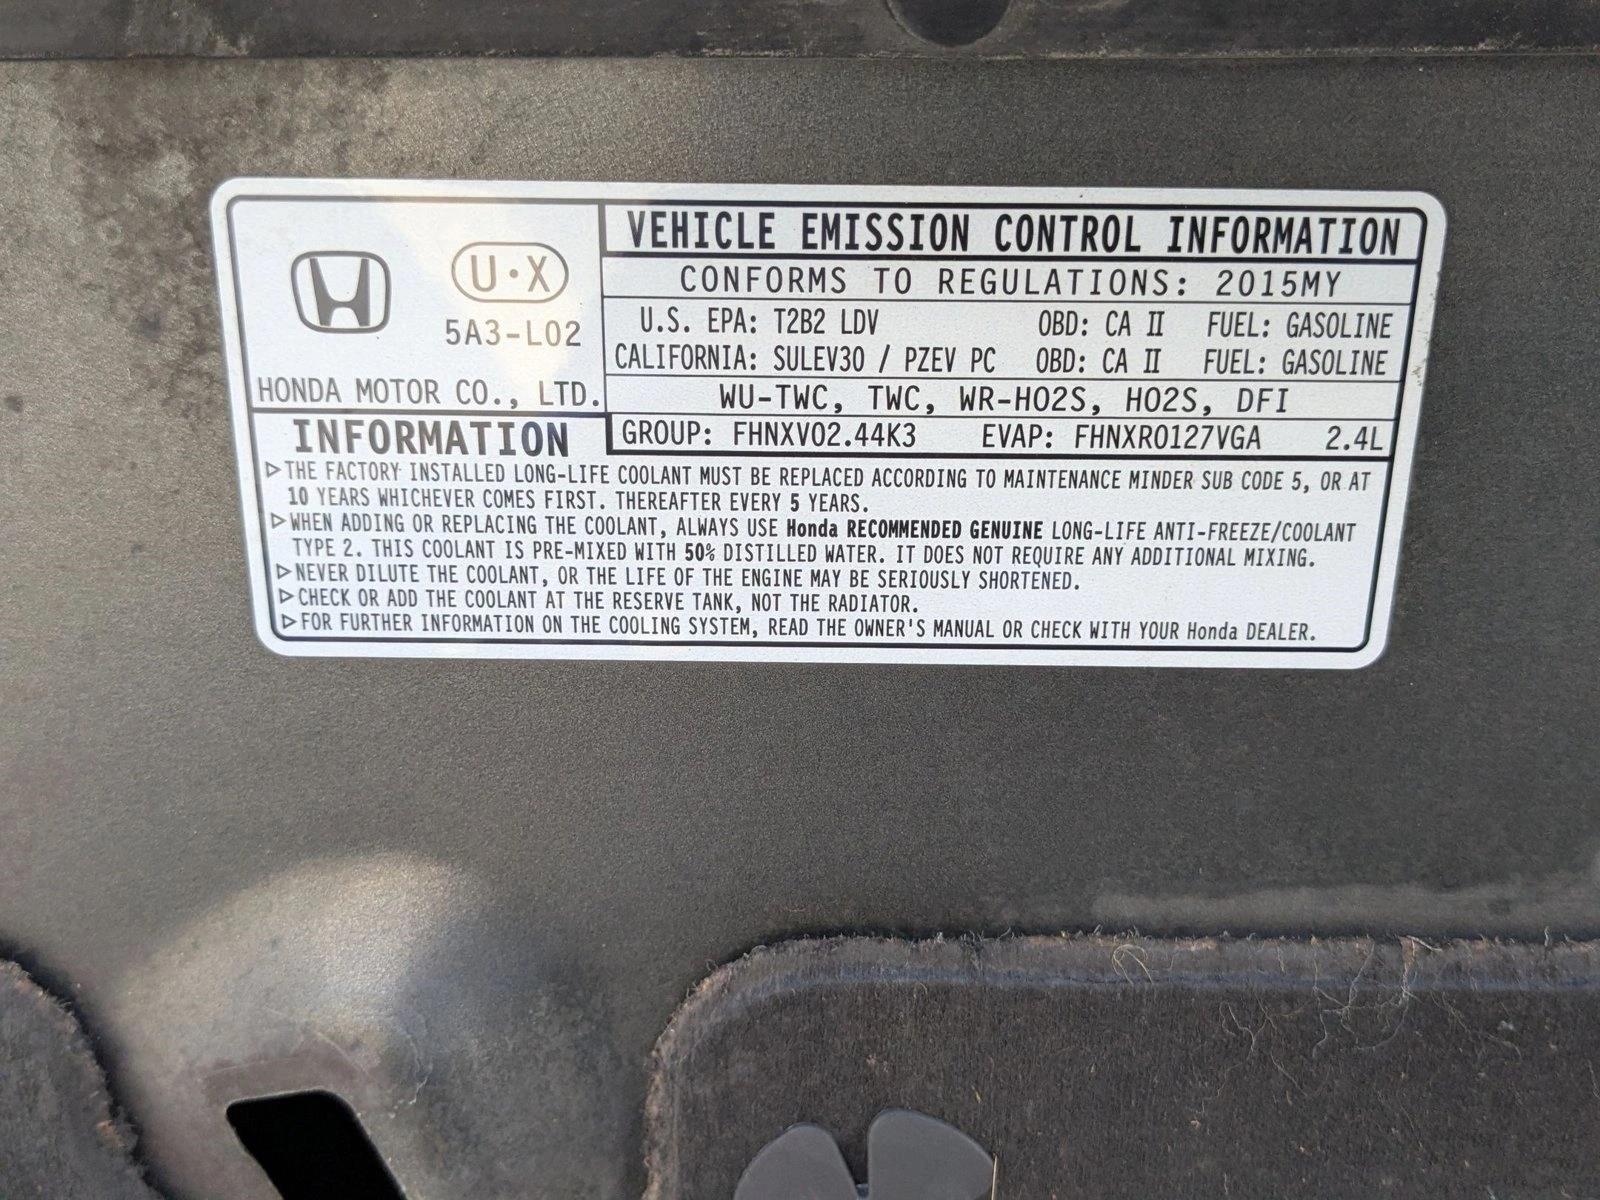 VEHICLE EMISSION CONTROL INFORMATION
U·X
CONFORMS TO REGULATIONS: 2015MY
5A3-L02
U.S. EPA: T2B2 LDV OBD: CA II FUEL: GASOLINE
CALIFORNIA: SULEV30 / PZEV PC OBD: CA II FUEL: GASOLINE
HONDA MOTOR CO., LTD.
WU-TWC, TWC, WR-HO2S, HO2S, DFI
INFORMATION
GROUP: FHNXV02.44K3 EVAP: FHNXR0127VGA 2.4L
▷THE FACTORY INSTALLED LONG-LIFE COOLANT MUST BE REPLACED ACCORDING TO MAINTENANCE MINDER SUB CODE 5, OR AT
10 YEARS WHICHEVER COMES FIRST. THEREAFTER EVERY 5 YEARS.
▷WHEN ADDING OR REPLACING THE COOLANT, ALWAYS USE Honda RECOMMENDED GENUINE LONG-LIFE ANTI-FREEZE/COOLANT
TYPE 2. THIS COOLANT IS PRE-MIXED WITH 50% DISTILLED WATER. IT DOES NOT REQUIRE ANY ADDITIONAL MIXING.
▷NEVER DILUTE THE COOLANT, OR THE LIFE OF THE ENGINE MAY BE SERIOUSLY SHORTENED.
▷CHECK OR ADD THE COOLANT AT THE RESERVE TANK, NOT THE RADIATOR.
▷FOR FURTHER INFORMATION ON THE COOLING SYSTEM, READ THE OWNER'S MANUAL OR CHECK WITH YOUR Honda DEALER.